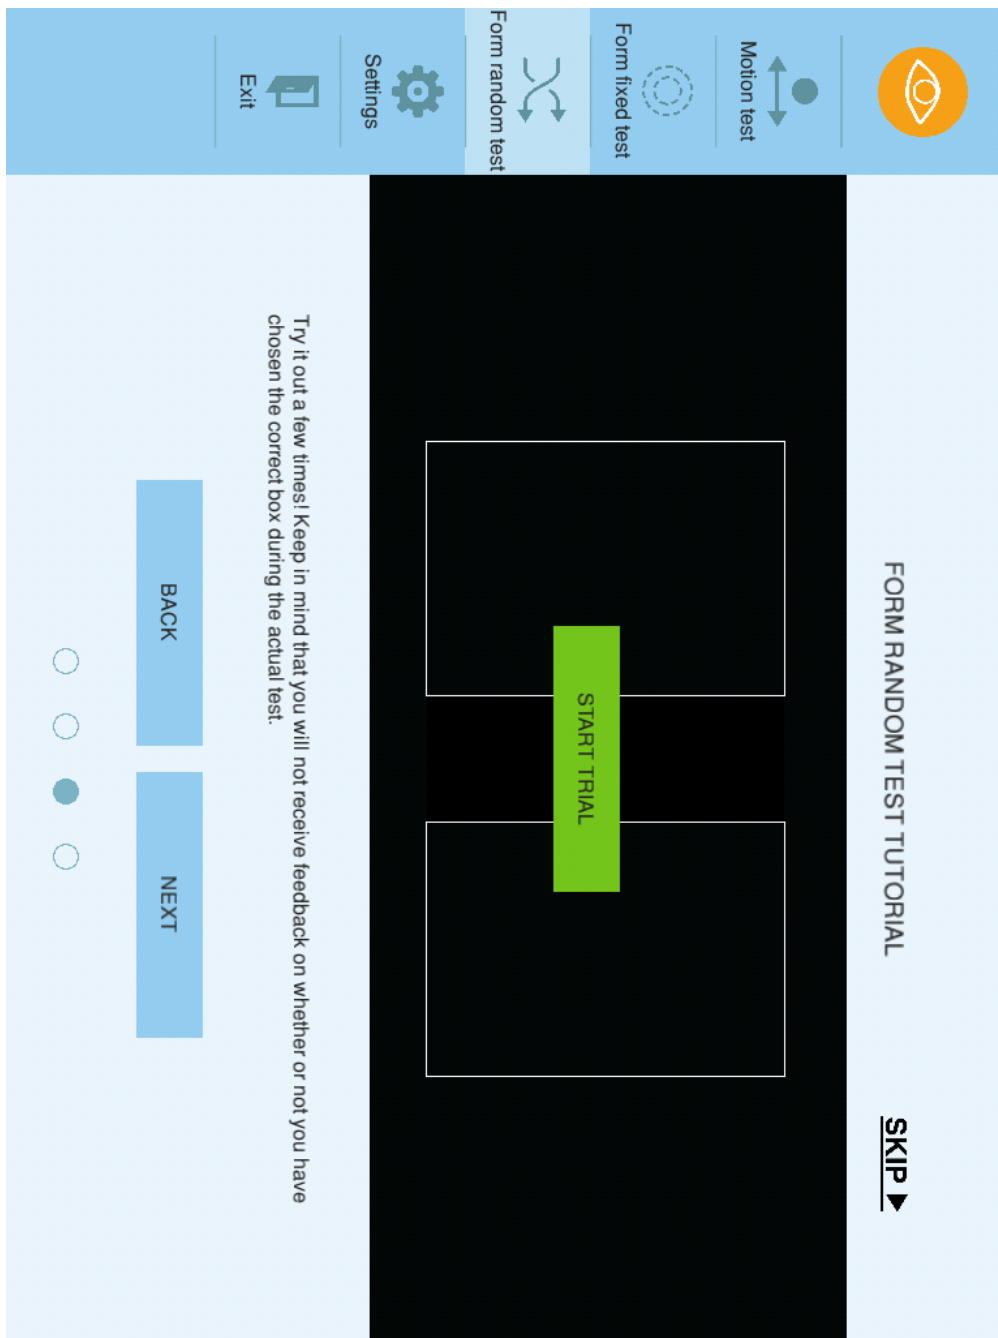 Motion test
Form fixed test
Form random test
Settings
Exit
FORM RANDOM TEST TUTORIAL
SKIP
START TRIAL
Try it out a few times! Keep in mind that you will not receive feedback on whether or not you have
chosen the correct box during the actual test.
BACK
NEXT